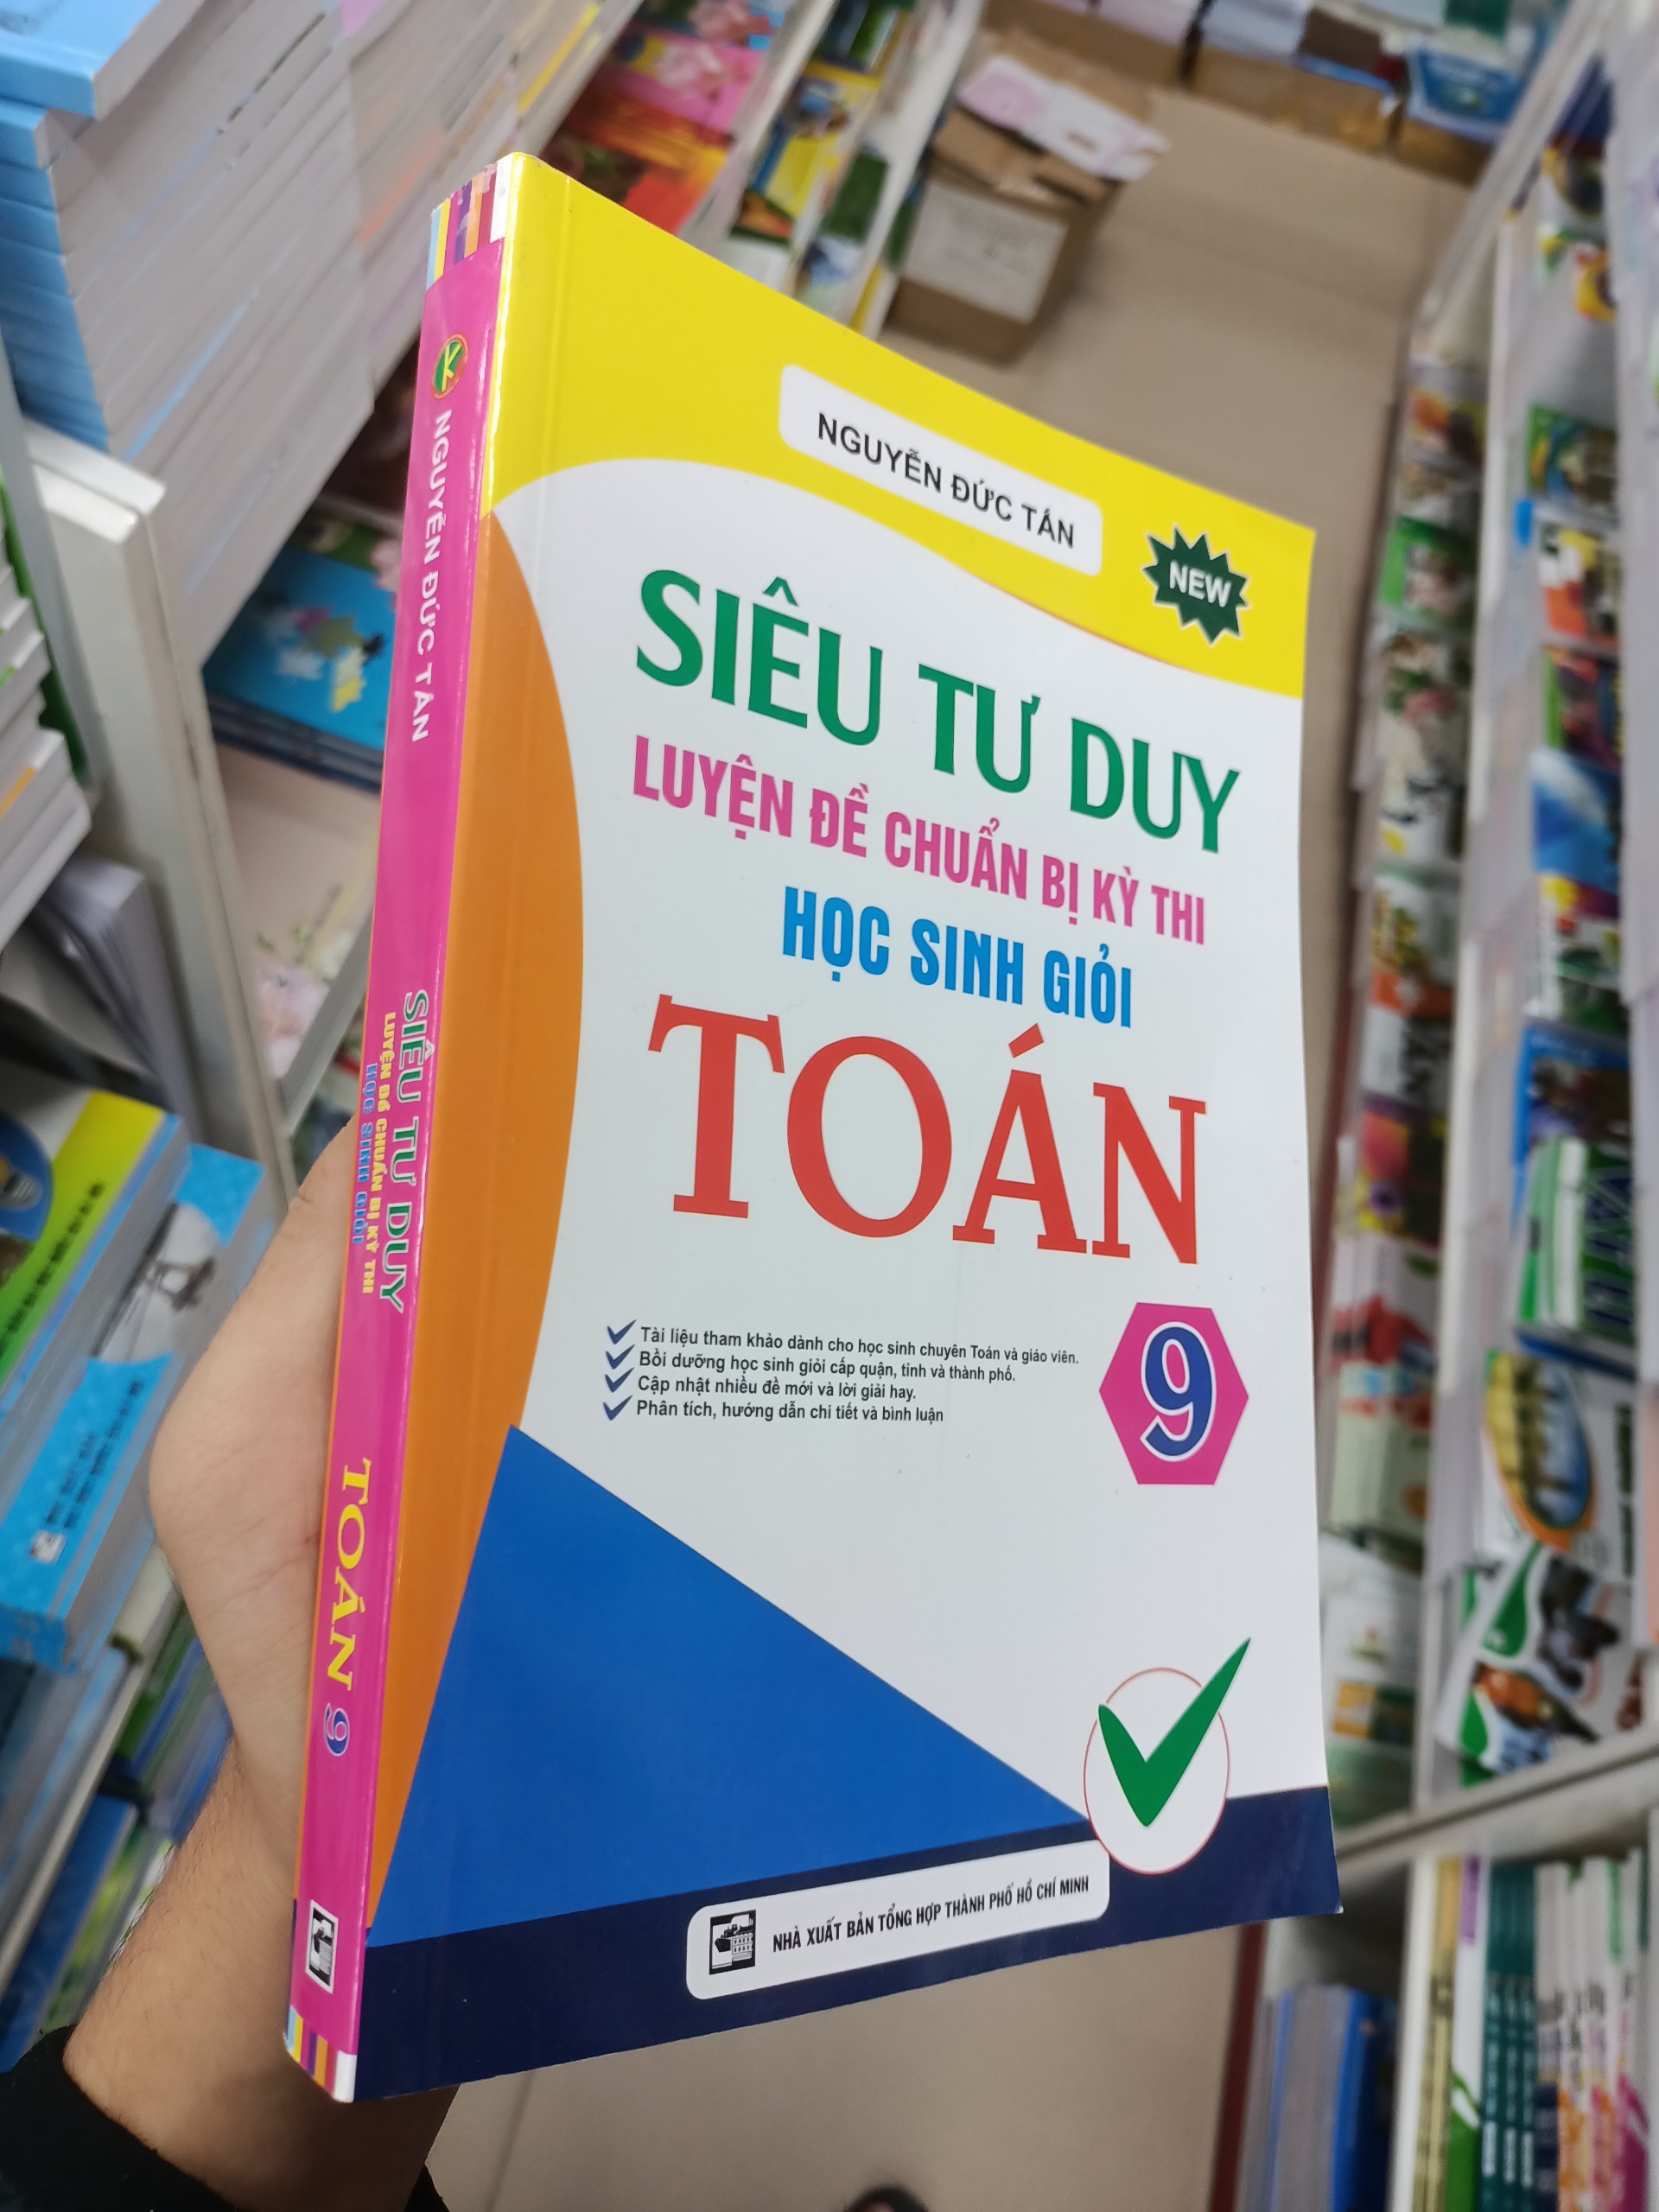 NGUYỄN ĐỨC TẤN
NEW
SIÊU TƯ DUY
LUYỆN ĐỀ CHUẨN BỊ KỲ THI
HỌC SINH GIỎI
TOÁN
9
Tài liệu tham khảo dành cho học sinh chuyên Toán và giáo viên.
Bồi dưỡng học sinh giỏi cấp quận, tỉnh và thành phố.
Cập nhật nhiều đề mới và lời giải hay.
Phân tích, hướng dẫn chi tiết và bình luận
NHÀ XUẤT BẢN TỔNG HỢP THÀNH PHỐ HỒ CHÍ MINH
NGUYỄN ĐỨC TẤN
SIÊU TƯ DUY
LUYỆN ĐỀ CHUẨN BỊ KỲ THI
HỌC SINH GIỎI
TOÁN 9